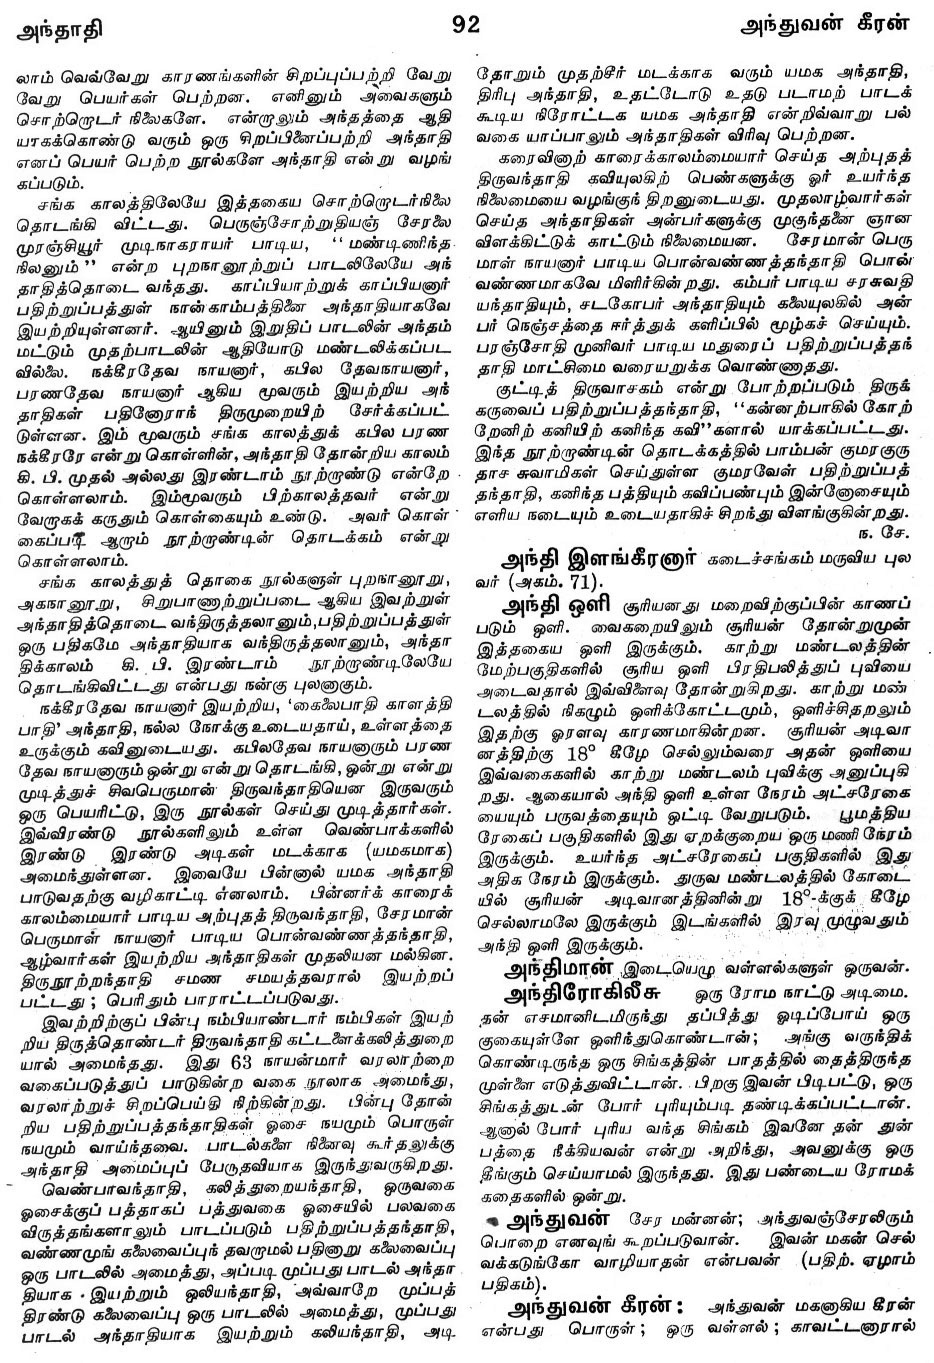 அந்தாதி 92 அந்துவன் கீரன்
லாம் வெவ்வேறு காரணங்களின் சிறப்புப்பற்றி வேறு
வேறு பெயர்கள் பெற்றன. எனினும் அவைகளும்
சொற்றொடர் நிலைகளே. என்றாலும் அந்தத்தை ஆதி
யாகக்கொண்டு வரும் ஒரு சிறப்பினைப்பற்றி அந்தாதி
எனப் பெயர் பெற்ற நூல்களே அந்தாதி என்று வழங்
கப்படும்.
சங்க காலத்திலேயே இத்தகைய சொற்றொடர்நிலை
தொடங்கி விட்டது. பெருஞ்சோற்றுதியஞ் சேரலை
முரஞ்சியூர் முடிநாகராயர் பாடிய, “மண்டிணிந்த
நிலனும்” என்ற புறநானூற்றுப் பாடலிலேயே அந்
தாதித்தொடை வந்தது. காப்பியாற்றுக் காப்பியனார்
பதிற்றுப்பத்துள் நான்காம்பத்தினை அந்தாதியாகவே
இயற்றியுள்ளனர். ஆயினும் இறுதிப் பாடலின் அந்தம்
மட்டும் முதற்பாடலின் ஆதியோடு மண்டலிக்கப்பட
வில்லை. நக்கீரதேவ நாயனார், கபில தேவநாயனார்,
பரணதேவ நாயனார் ஆகிய மூவரும் இயற்றிய அந்
தாதிகள் பதினோராந் திருமுறையிற் சேர்க்கப்பட்
டுள்ளன. இம் மூவரும் சங்க காலத்துக் கபில பரண
நக்கீரரே என்று கொள்ளின், அந்தாதி தோன்றிய காலம்
கி. பி. முதல் அல்லது இரண்டாம் நூற்றாண்டு என்றே
கொள்ளலாம். இம்மூவரும் பிற்காலத்தவர் என்று
வேறாகக் கருதும் கொள்கையும் உண்டு. அவர் கொள்
கைப்படி ஆறாம் நூற்றாண்டின் தொடக்கம் என்று
கொள்ளலாம்.
சங்க காலத்துத் தொகை நூல்களுள் புறநானூறு,
அகநானூறு, சிறுபாணாற்றுப்படை ஆகிய இவற்றுள்
அந்தாதித்தொடை வந்திருத்தலானும்,பதிற்றுப்பத்துள்
ஒரு பதிகமே அந்தாதியாக வந்திருத்தலானும், அந்தா
திக்காலம் கி. பி. இரண்டாம் நூற்றாண்டிலேயே
தொடங்கிவிட்டது என்பது நன்கு புலனாகும்.
நக்கீரதேவ நாயனார் இயற்றிய, ‘கைலைபாதி காளத்தி
பாதி’ அந்தாதி, நல்ல நோக்கு உடையதாய், உள்ளத்தை
உருக்கும் கவினுடையது. கபிலதேவ நாயனாரும் பரண
தேவ நாயனாரும் ஒன்று என்று தொடங்கி, ஒன்று என்று
முடித்துச் சிவபெருமான் திருவந்தாதியென இருவரும்
ஒரு பெயரிட்டு, இரு நூல்கள் செய்து முடித்தார்கள்.
இவ்விரண்டு நூல்களிலும் உள்ள வெண்பாக்களில்
இரண்டு இரண்டு அடிகள் மடக்காக (யமகமாக)
அமைந்துள்ளன. இவையே பின்னால் யமக அந்தாதி
பாடுவதற்கு வழிகாட்டி எனலாம். பின்னர்க் காரைக்
காலம்மையார் பாடிய அற்புதத் திருவந்தாதி, சேரமான்
பெருமாள் நாயனார் பாடிய பொன்வண்ணத்தந்தாதி,
ஆழ்வார்கள் இயற்றிய அந்தாதிகள் முதலியன மல்கின.
திருநூற்றந்தாதி சமண சமயத்தவரால் இயற்றப்
பட்டது; பெரிதும் பாராட்டப்படுவது.
இவற்றிற்குப் பின்பு நம்பியாண்டார் நம்பிகள் இயற்
றிய திருத்தொண்டர் திருவந்தாதி கட்டளைக்கலித்துறை
யால் அமைந்தது. இது 63 நாயன்மார் வரலாற்றை
வகைப்படுத்துப் பாடுகின்ற வகை நூலாக அமைந்து,
வரலாற்றுச் சிறப்பெய்தி நிற்கின்றது. பின்பு தோன்
றிய பதிற்றுப்பத்தந்தாதிகள் ஓசை நயமும் பொருள்
நயமும் வாய்ந்தவை. பாடல்களை நினைவு கூர்தலுக்கு
அந்தாதி அமைப்புப் பேருதவியாக இருந்துவருகிறது.
வெண்பாவந்தாதி, கலித்துறையந்தாதி, ஒருவகை
ஓசைக்குப் பத்தாகப் பத்துவகை ஓசையில் பலவகை
விருத்தங்களாலும் பாடப்படும் பதிற்றுப்பத்தந்தாதி,
வண்ணமுங் கலைவைப்புந் தவறாமல் பதினாறு கலைவைப்பு
ஒரு பாடலில் அமைத்து, அப்படி முப்பது பாடல் அந்தா
தியாக இயற்றும் ஒலியந்தாதி, அவ்வாறே முப்பத்
திரண்டு கலைவைப்பு ஒரு பாடலில் அமைத்து, முப்பது
பாடல் அந்தாதியாக இயற்றும் கலியந்தாதி, அடி
தோறும் முதற்சீர் மடக்காக வரும் யமக அந்தாதி,
திரிபு அந்தாதி, உதட்டோடு உதடு படாமற் பாடக்
கூடிய நிரோட்டக யமக அந்தாதி என்றிவ்வாறு பல்
வகை யாப்பாலும் அந்தாதிகள் விரிவு பெற்றன.
கரைவினாற் காரைக்காலம்மையார் செய்த அற்புதத்
திருவந்தாதி கவியுலகிற் பெண்களுக்கு ஓர் உயர்ந்த
நிலைமையை வழங்குந் திறனுடையது. முதலாழ்வார்கள்
செய்த அந்தாதிகள் அன்பர்களுக்கு முகுந்தனை ஞான
விளக்கிட்டுக் காட்டும் நிலைமையன. சேரமான் பெரு
மாள் நாயனார் பாடிய பொன்வண்ணத்தந்தாதி பொன்
வண்ணமாகவே மிளிர்கின்றது. கம்பர் பாடிய சரசுவதி
யந்தாதியும், சடகோபர் அந்தாதியும் கலையுலகில் அன்
பர் நெஞ்சத்தை ஈர்த்துக் களிப்பில் மூழ்கச் செய்யும்.
பரஞ்சோதி முனிவர் பாடிய மதுரைப் பதிற்றுப்பத்தந்
தாதி மாட்சிமை வரையறுக்க வொண்ணாதது.
குட்டித் திருவாசகம் என்று போற்றப்படும் திருக்
கருவைப் பதிற்றுப்பத்தந்தாதி, “கன்னற்பாகில் கோற்
றேனிற் கனியிற் கனிந்த கவி”களால் யாக்கப்பட்டது.
இந்த நூற்றாண்டின் தொடக்கத்தில் பாம்பன் குமரகுரு
தாச சுவாமிகள் செய்துள்ள குமரவேள் பதிற்றுப்பத்
தந்தாதி, கனிந்த பத்தியும் கவிப்பண்பும் இன்னோசையும்
எளிய நடையும் உடையதாகிச் சிறந்து விளங்குகின்றது.
ந. சே.
அந்தி இளங்கீரனார் கடைச்சங்கம் மருவிய புல
வர் (அகம். 71).
அந்தி ஒளி சூரியனது மறைவிற்குப்பின் காணப்
படும் ஒளி. வைகறையிலும் சூரியன் தோன்றுமுன்
இத்தகைய ஒளி இருக்கும். காற்று மண்டலத்தின்
மேற்பகுதிகளில் சூரிய ஒளி பிரதிபலித்துப் புவியை
அடைவதால் இவ்விளைவு தோன்றுகிறது. காற்று மண்
டலத்தில் நிகழும் ஒளிக்கோட்டமும், ஒளிச்சிதறலும்
இதற்கு ஓரளவு காரணமாகின்றன. சூரியன் அடிவா
னத்திற்கு 18° கீழே செல்லும்வரை அதன் ஒளியை
இவ்வகைகளில் காற்று மண்டலம் புவிக்கு அனுப்புகி
றது. ஆகையால் அந்தி ஒளி உள்ள நேரம் அட்சரேகை
யையும் பருவத்தையும் ஒட்டி வேறுபடும். பூமத்திய
ரேகைப் பகுதிகளில் இது ஏறக்குறைய ஒரு மணி நேரம்
இருக்கும். உயர்ந்த அட்சரேகைப் பகுதிகளில் இது
அதிக நேரம் இருக்கும். துருவ மண்டலத்தில் கோடை
யில் சூரியன் அடிவானத்தினின்று 18°-க்குக் கீழே
செல்லாமலே இருக்கும் இடங்களில் இரவு முழுவதும்
அந்தி ஒளி இருக்கும்.
அந்திமான் இடையெழு வள்ளல்களுள் ஒருவன்.
அந்திரோகிலீசு ஒரு ரோம நாட்டு அடிமை.
தன் எசமானிடமிருந்து தப்பித்து ஓடிப்போய் ஒரு
குகையுள்ளே ஒளிந்துகொண்டான்; அங்கு வருந்திக்
கொண்டிருந்த ஒரு சிங்கத்தின் பாதத்தில் தைத்திருந்த
முள்ளை எடுத்துவிட்டான். பிறகு இவன் பிடிபட்டு, ஒரு
சிங்கத்துடன் போர் புரியும்படி தண்டிக்கப்பட்டான்.
ஆனால் போர் புரிய வந்த சிங்கம் இவனே தன் துன்
பத்தை நீக்கியவன் என்று அறிந்து, அவனுக்கு ஒரு
தீங்கும் செய்யாமல் இருந்தது. இது பண்டைய ரோமக்
கதைகளில் ஒன்று.
அந்துவன் சேர மன்னன்; அந்துவஞ்சேரலிரும்
பொறை எனவுங் கூறப்படுவான். இவன் மகன் செல்
வக்கடுங்கோ வாழியாதன் என்பவன் (பதிற். ஏழாம்
பதிகம்).
அந்துவன் கீரன்: அந்துவன் மகனாகிய கீரன்
என்பது பொருள்; ஒரு வள்ளல்; காவட்டனாரால்